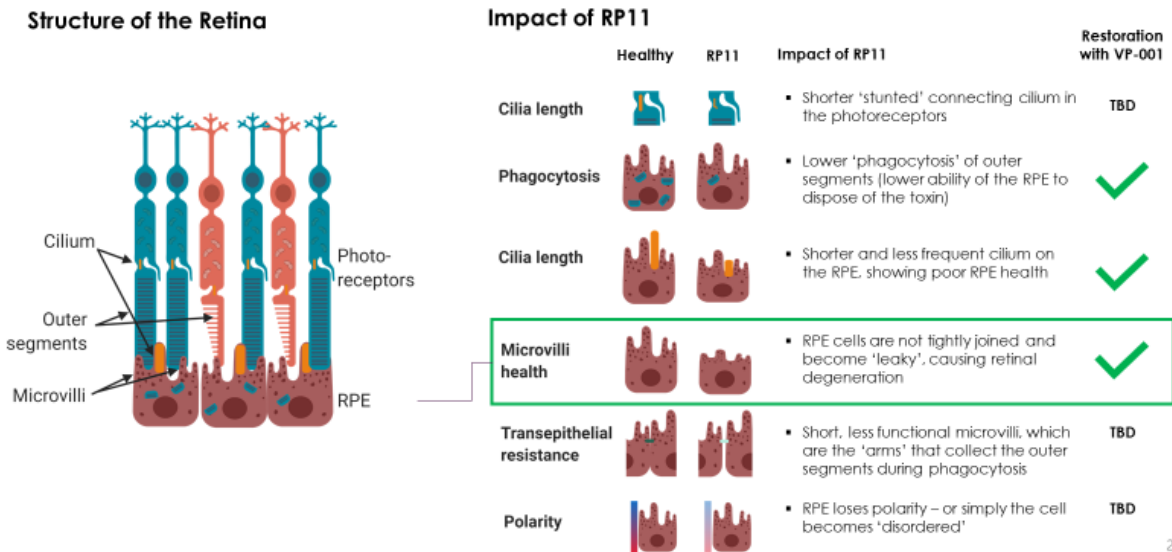 Structure of the Retina
Cilium
Outer
segments
Microvilli
Photo-
receptors
RPE
Impact of RP11
Healthy
RP11
Impact of RP11
Restoration
with VP-001
Cilia length
▪ Shorter ‘stunted’ connecting cilium in
the photoreceptors
TBD
Phagocytosis
▪ Lower ‘phagocytosis’ of outer
segments (lower ability of the RPE to
dispose of the toxin)
Cilia length
▪ Shorter and less frequent cilium on
the RPE, showing poor RPE health
Microvilli
health
▪ RPE cells are not tightly joined and
become ‘leaky’, causing retinal
degeneration
Transepithelial
resistance
▪ Short, less functional microvilli, which
are the ‘arms’ that collect the outer
segments during phagocytosis
TBD
Polarity
▪ RPE loses polarity – or simply the cell
becomes ‘disordered’
TBD